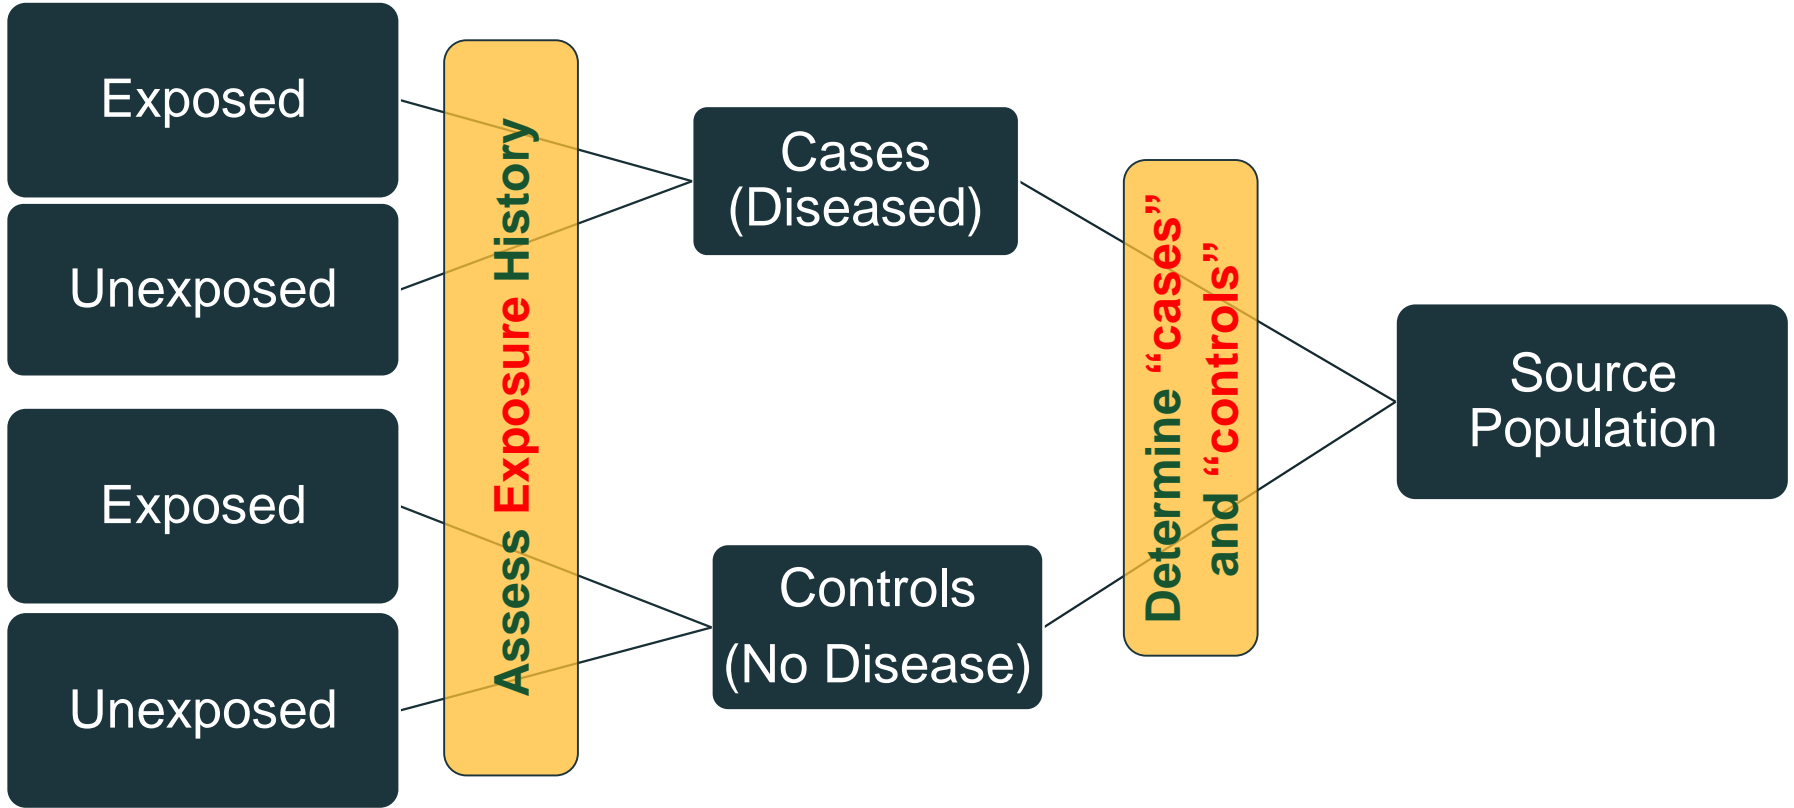 Exposed
Unexposed
Exposed
Unexposed
Assess Exposure History
Cases
(Diseased)
Controls
(No Disease)
Determine “cases”
and “controls”
Source
Population